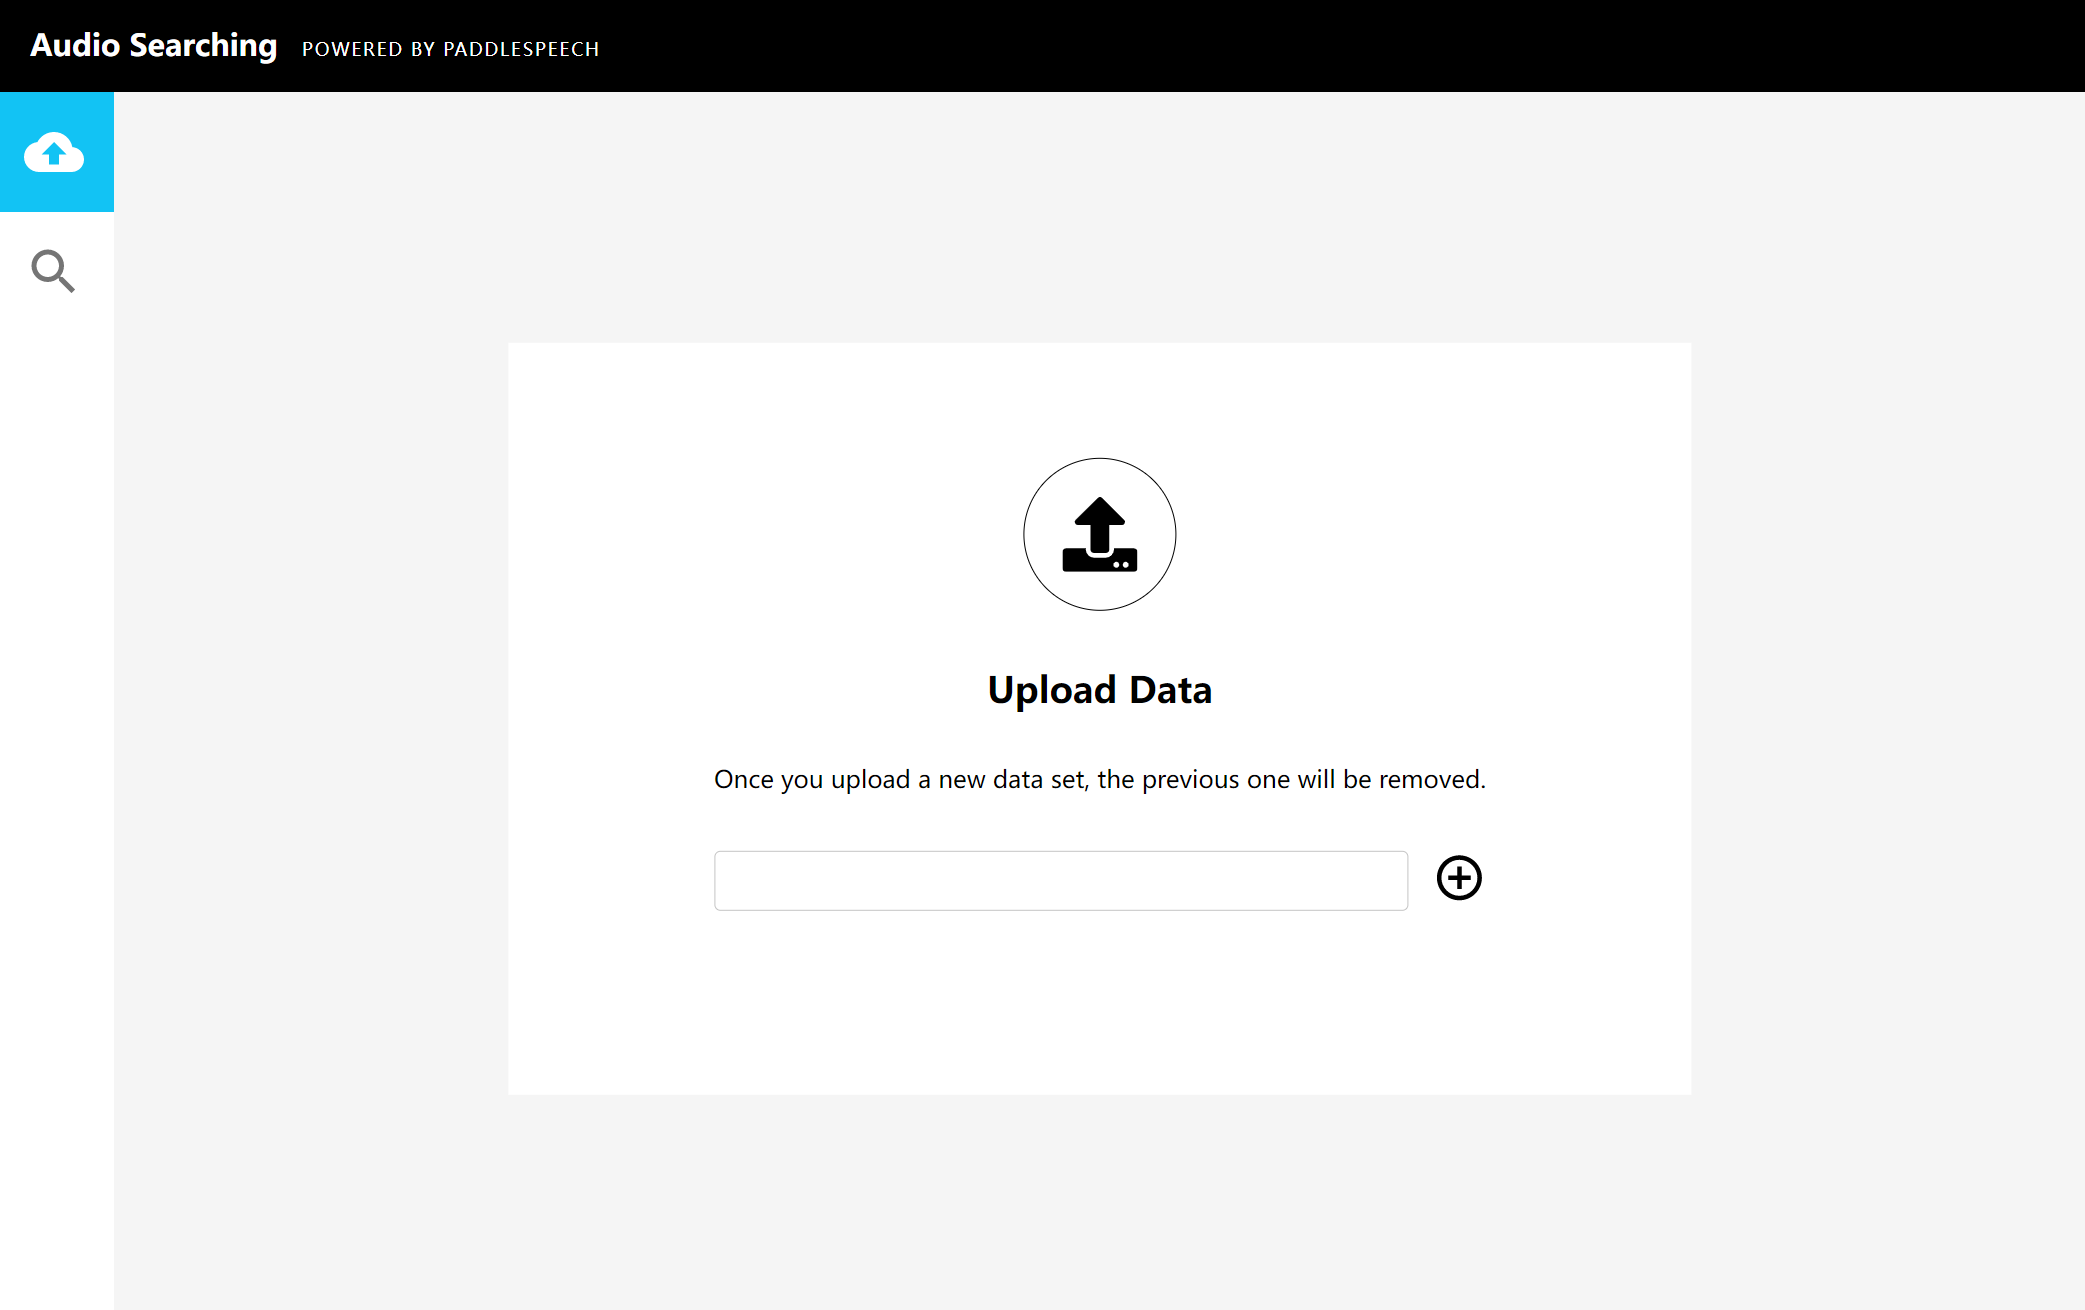 Audio Searching POWERED BY PADDLESPEECH
Upload Data
Once you upload a new data set, the previous one will be removed.